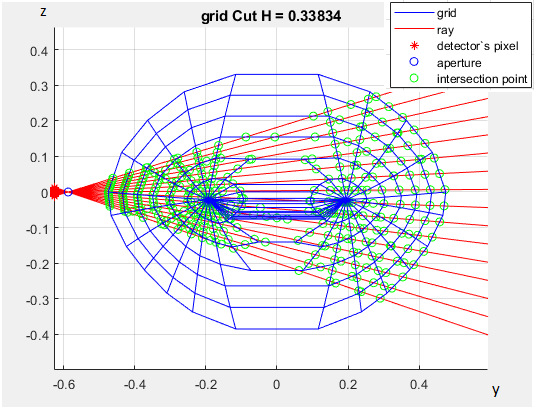 z
grid Cut H = 0.33834
grid
ray
detector`s pixel
aperture
intersection point
0.4
0.3
0.2
0.1
0
-0.1
-0.2
-0.3
-0.4
-0.6 -0.4 -0.2 0 0.2 0.4
y